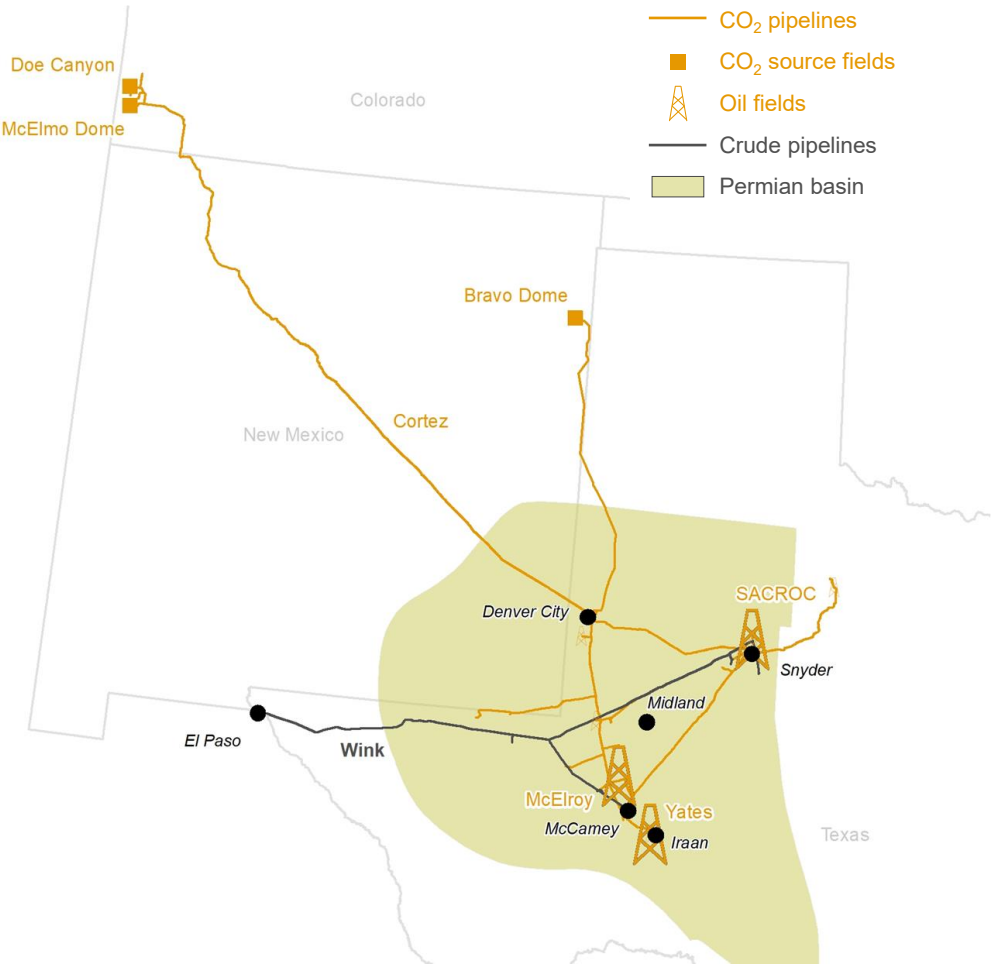 CO₂ pipelines
CO₂ source fields
Oil fields
Crude pipelines
Permian basin
Doe Canyon
McElmo Dome
Colorado
Bravo Dome
Cortez
New Mexico
SACROC
Denver City
Snyder
Midland
El Paso
Wink
McElroy
Yates
McCamey
Iraan
Texas